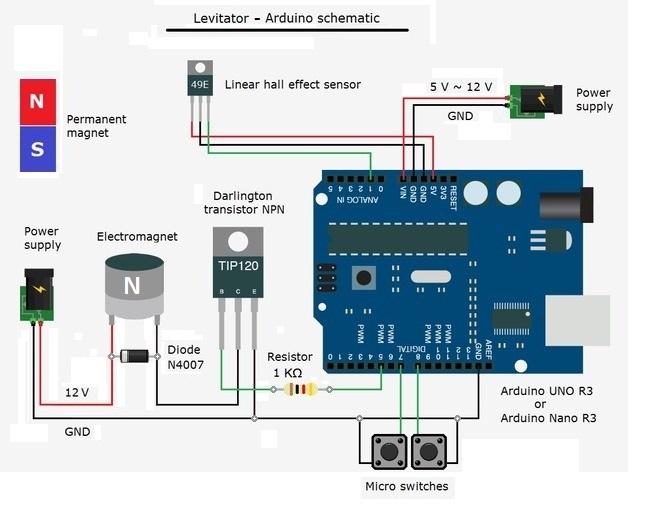 Levitator – Arduino schematic
N
S
Permanent
magnet
49E
Linear hall effect sensor
5 V ~ 12 V
GND
Power
supply
Darlington
transistor NPN
Power
supply
Electromagnet
N
TIP120
B C E
5 4 3 2 1 0
ANALOG IN
VIN
GND
GND
5V
3V3
RESET
Diode
N4007
Resistor
1 KΩ
12 V
GND
PWM
PWM
PWM
PWM
PWM
PWM
DIGITAL
0 1 2 3 4 5 6 7 8 9 10 11 12 13
GND
AREF
Arduino UNO R3
or
Arduino Nano R3
Micro switches